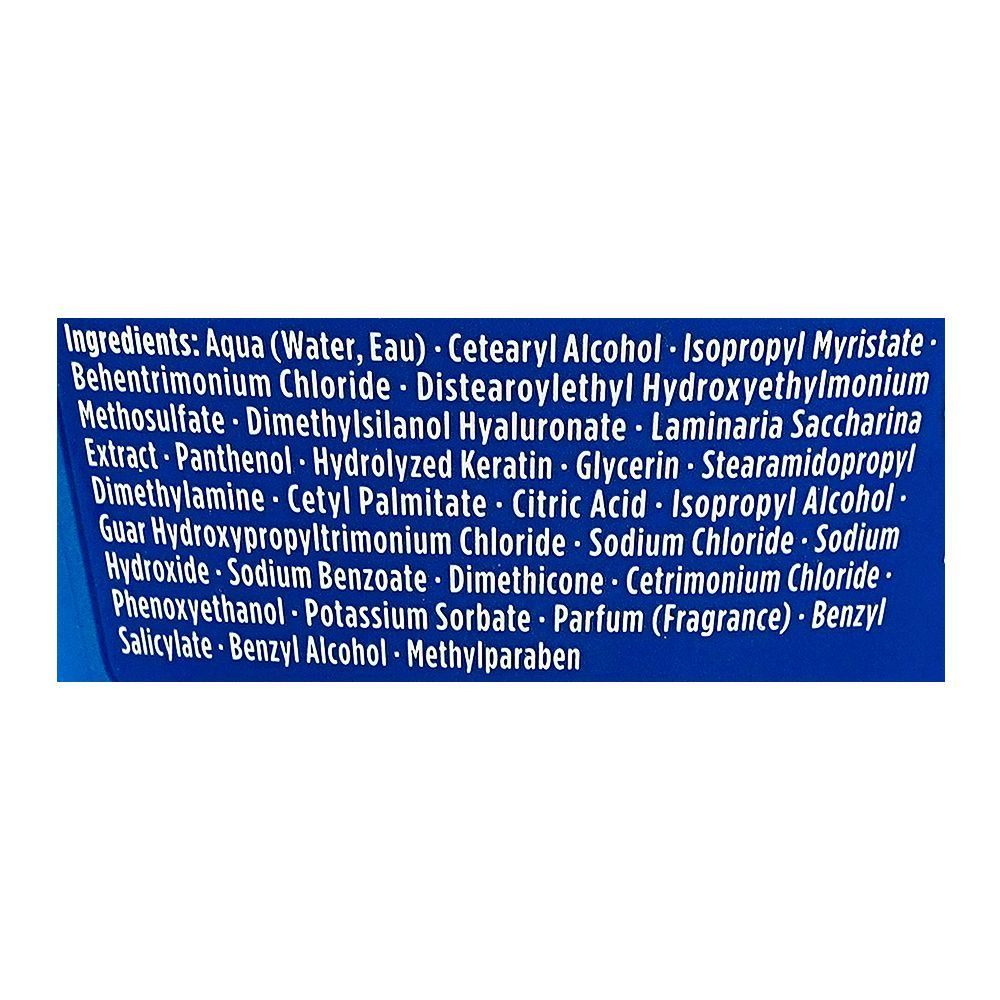 Ingredients: Aqua (Water, Eau) · Cetearyl Alcohol · Isopropyl Myristate ·
Behentrimonium Chloride · Distearoylethyl Hydroxyethylmonium
Methosulfate · Dimethylsilanol Hyaluronate · Laminaria Saccharina
Extract · Panthenol · Hydrolyzed Keratin · Glycerin · Stearamidopropyl
Dimethylamine · Cetyl Palmitate · Citric Acid · Isopropyl Alcohol ·
Guar Hydroxypropyltrimonium Chloride · Sodium Chloride · Sodium
Hydroxide · Sodium Benzoate · Dimethicone · Cetrimonium Chloride ·
Phenoxyethanol · Potassium Sorbate · Parfum (Fragrance) · Benzyl
Salicylate · Benzyl Alcohol · Methylparaben